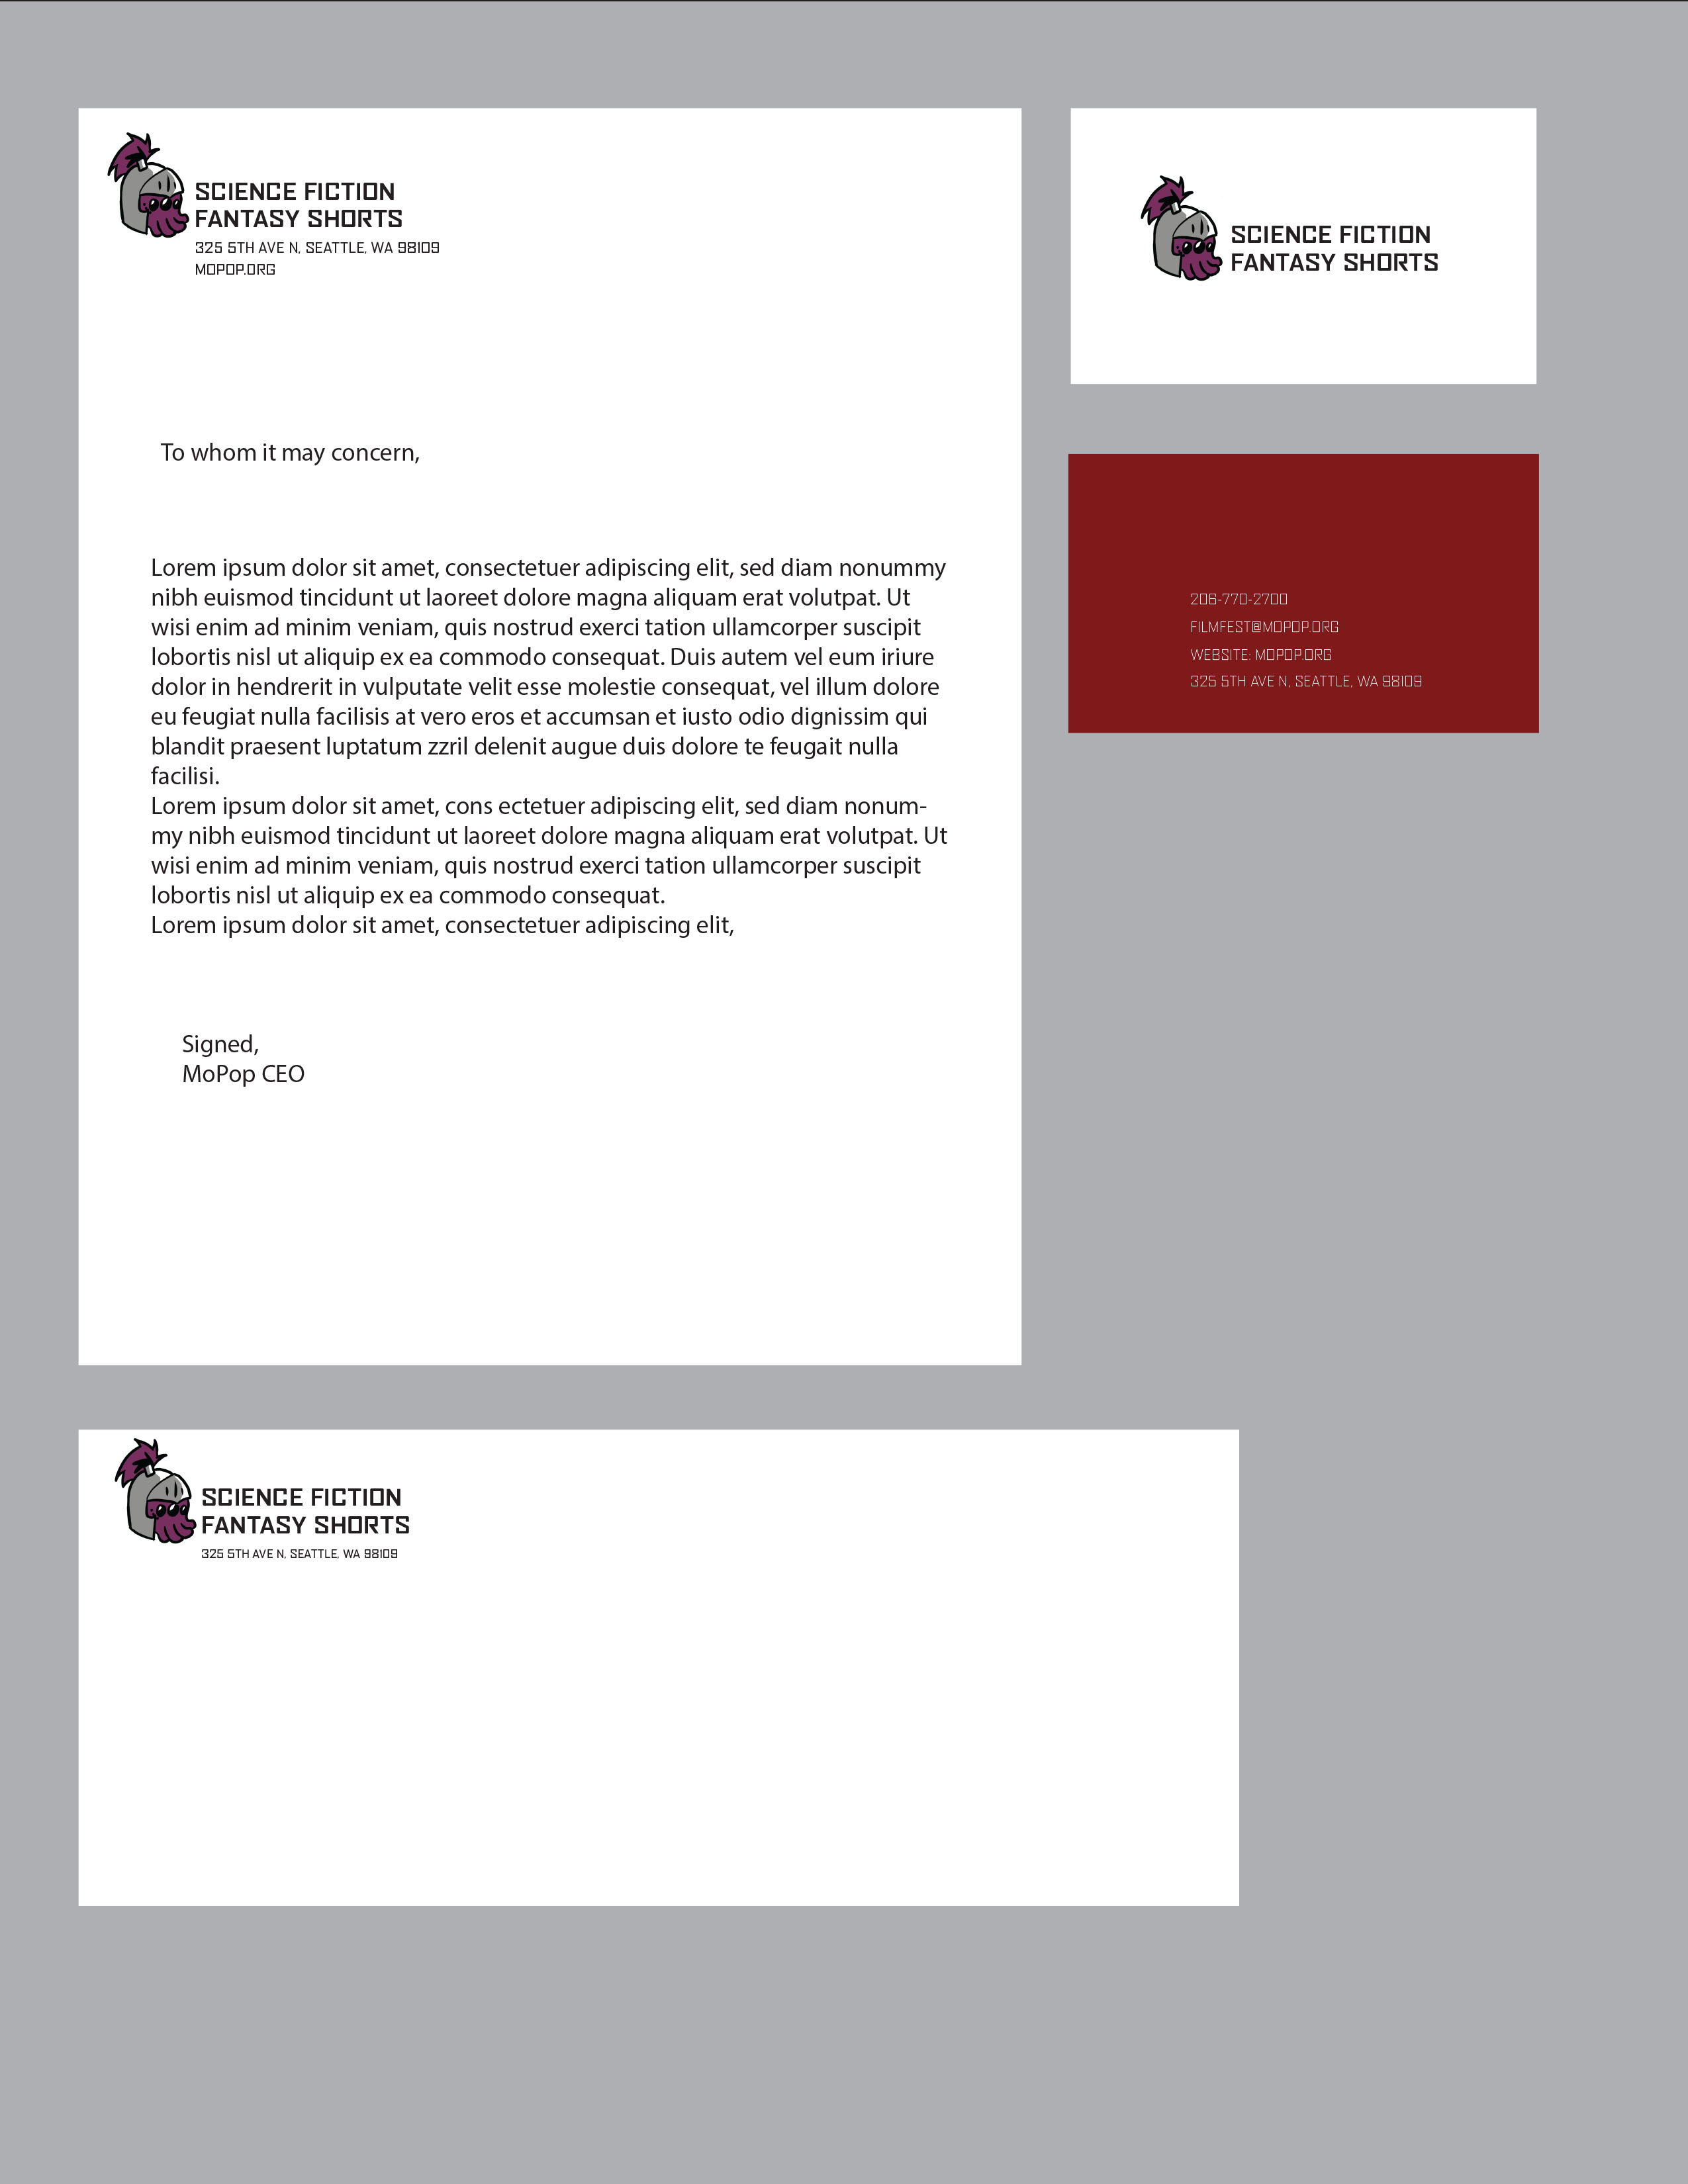 SCIENCE FICTION
FANTASY SHORTS
325 5TH AVE N, SEATTLE, WA 98109
MOPOP.ORG
To whom it may concern,
Lorem ipsum dolor sit amet, consectetuer adipiscing elit, sed diam nonummy
nibh euismod tincidunt ut laoreet dolore magna aliquam erat volutpat. Ut
wisi enim ad minim veniam, quis nostrud exerci tation ullamcorper suscipit
lobortis nisl ut aliquip ex ea commodo consequat. Duis autem vel eum iriure
dolor in hendrerit in vulputate velit esse molestie consequat, vel illum dolore
eu feugiat nulla facilisis at vero eros et accumsan et iusto odio dignissim qui
blandit praesent luptatum zzril delenit augue duis dolore te feugait nulla
facilisi.
Lorem ipsum dolor sit amet, cons ectetuer adipiscing elit, sed diam nonum-
my nibh euismod tincidunt ut laoreet dolore magna aliquam erat volutpat. Ut
wisi enim ad minim veniam, quis nostrud exerci tation ullamcorper suscipit
lobortis nisl ut aliquip ex ea commodo consequat.
Lorem ipsum dolor sit amet, consectetuer adipiscing elit,
Signed,
MoPop CEO
SCIENCE FICTION
FANTASY SHORTS
206-770-2700
FILMFEST@MOPOP.ORG
WEBSITE: MOPOP.ORG
325 5TH AVE N, SEATTLE, WA 98109
SCIENCE FICTION
FANTASY SHORTS
325 5TH AVE N, SEATTLE, WA 98109